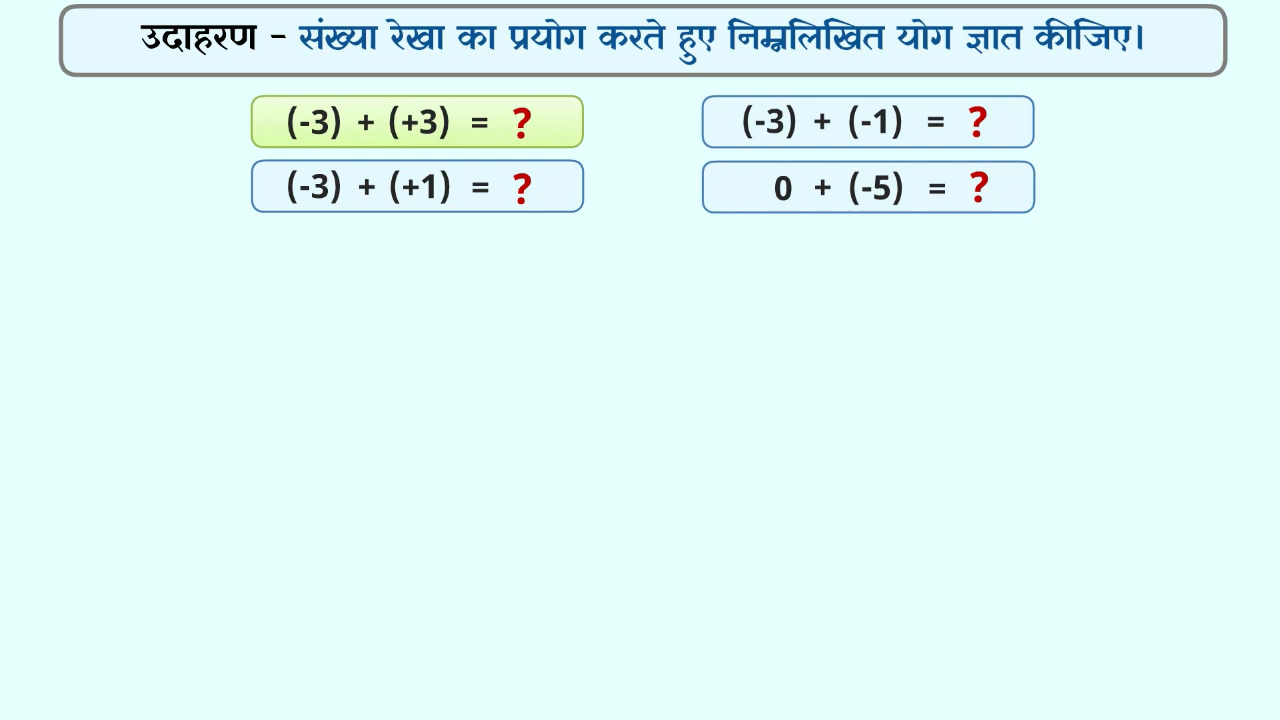 उदाहरण - संख्या रेखा का प्रयोग करते हुए निम्नलिखित योग ज्ञात कीजिए।
(-3) + (+3) = ?
(-3) + (-1) = ?
(-3) + (+1) = ?
0 + (-5) = ?